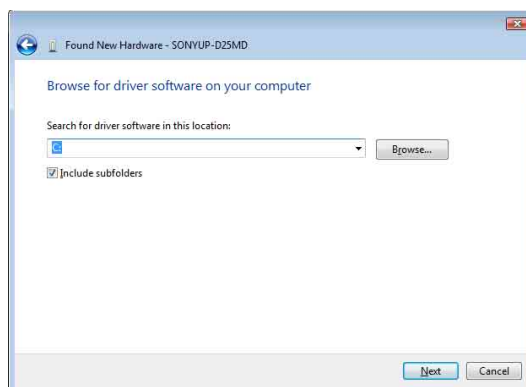 Found New Hardware - SONYUP-D25MD
Browse for driver software on your computer
Search for driver software in this location:
C:
Browse...
Include subfolders
Next
Cancel